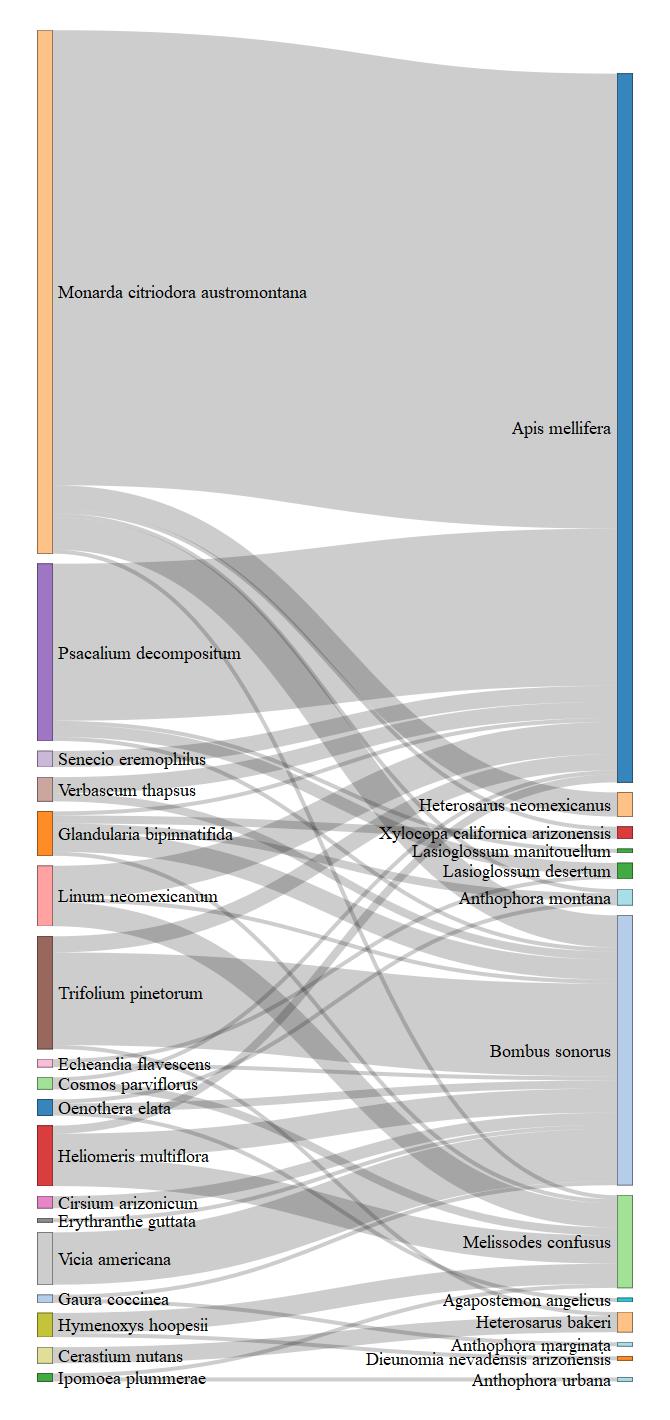 Monarda citriodora austromontana
Psacalium decompositum
Senecio eremophilus
Verbascum thapsus
Glandularia bipinnatifida
Linum neomexicanum
Trifolium pinetorum
Echeandia flavescens
Cosmos parviflorus
Oenothera elata
Heliomeris multiflora
Cirsium arizonicum
Erythranthe guttata
Vicia americana
Gaura coccinea
Hymenoxys hoopesii
Cerastium nutans
Ipomoea plummerae
Apis mellifera
Heterosarus neomexicanus
Xylocopa californica arizonensis
Lasioglossum manitouellum
Lasioglossum desertum
Anthophora montana
Bombus sonorus
Melissodes confusus
Agapostemon angelicus
Heterosarus bakeri
Anthophora marginata
Dieunomia nevadensis arizonensis
Anthophora urbana